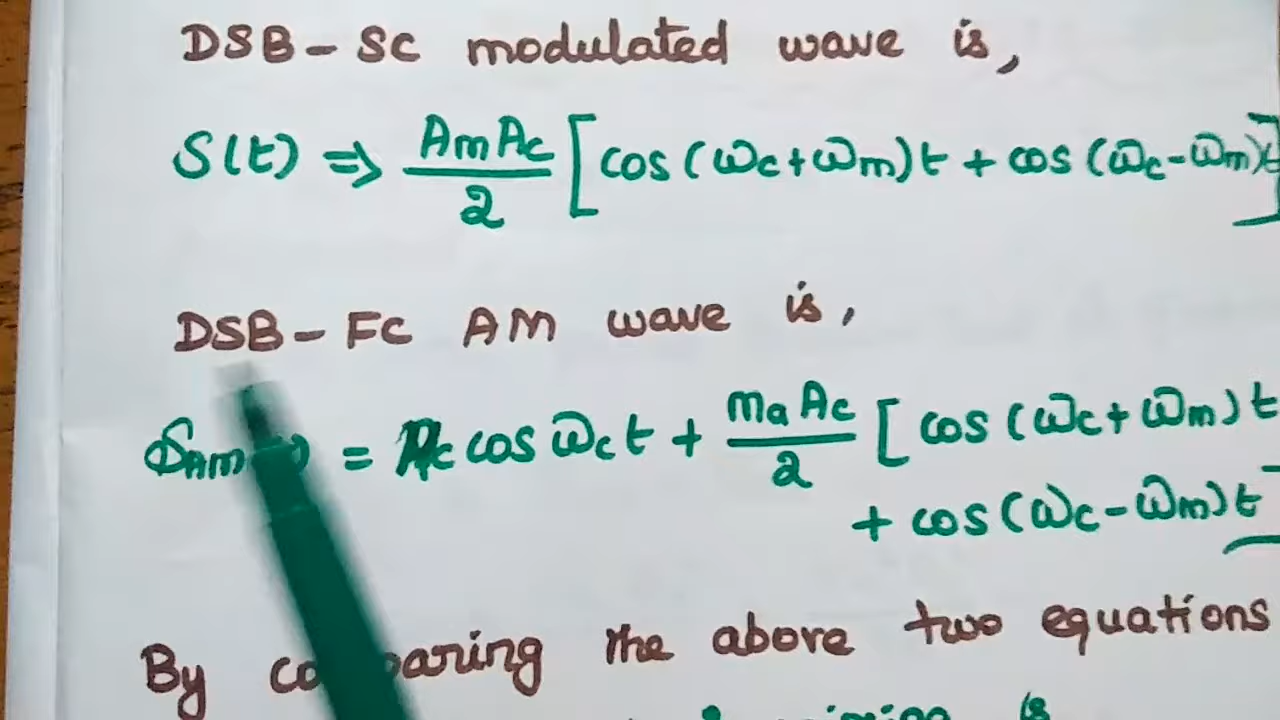 DSB-SC modulated wave is,
S(t) ⇒ AmAc/2 [cos(ωc+ωm)t + cos(ωc-ωm)t]
DSB-FC AM wave is,
= Ac cos ωct + maAc/2 [cos(ωc+ωm)t
+ cos(ωc-ωm)t]
By the above two equations
is